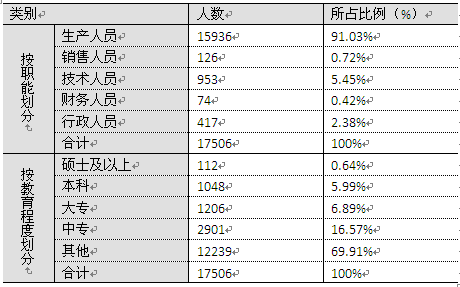 类别 人数 所占比例（%）
按职能划分
生产人员 15936 91.03%
销售人员 126 0.72%
技术人员 953 5.45%
财务人员 74 0.42%
行政人员 417 2.38%
合计 17506 100%
按教育程度划分
硕士及以上 112 0.64%
本科 1048 5.99%
大专 1206 6.89%
中专 2901 16.57%
其他 12239 69.91%
合计 17506 100%